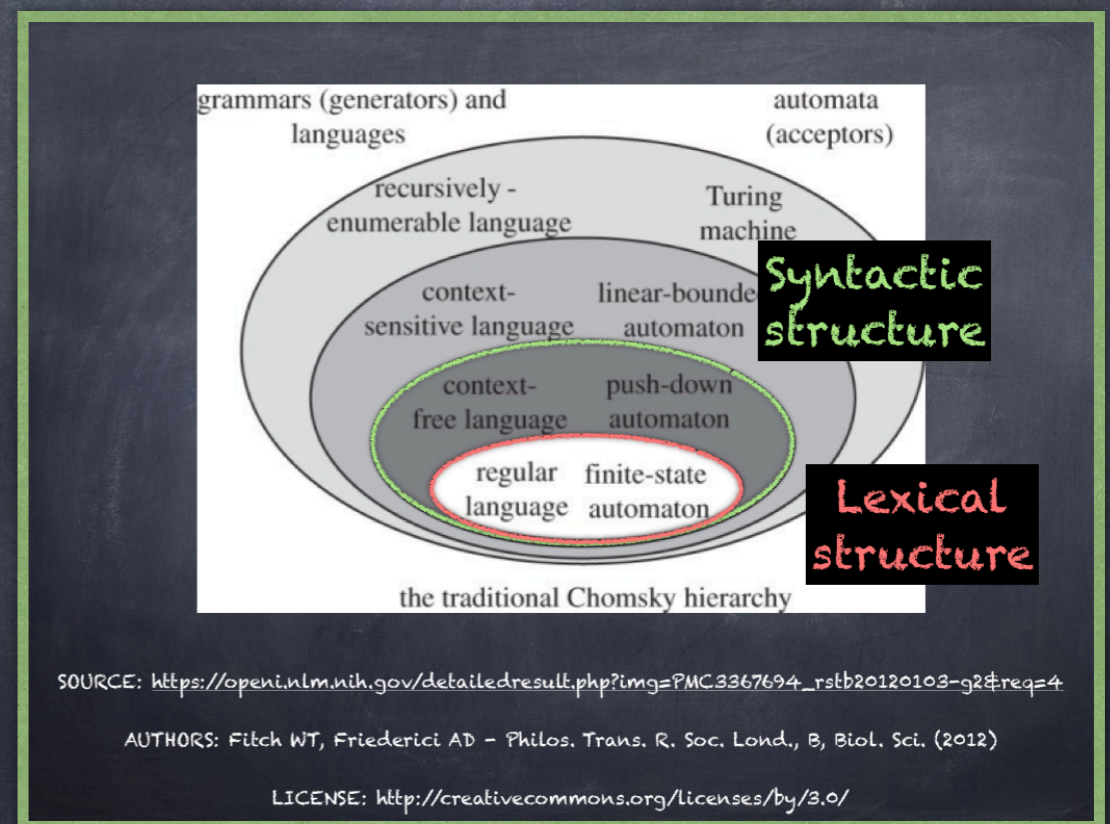 grammars (generators) and
languages
automata
(acceptors)
recursively -
enumerable language
Turing
machine
Syntactic
structure
context-
sensitive language
linear-bounde
automaton
context-
free language
push-down
automaton
regular
language
finite-state
automaton
Lexical
structure
the traditional Chomsky hierarchy
SOURCE: https://openi.nlm.nih.gov/detailedresult.php?img=PMC3367694_rstb20120103-g2&req=4
AUTHORS: Fitch WT, Friederici AD - Philos. Trans. R. Soc. Lond., B, Biol. Sci. (2012)
LICENSE: http://creativecommons.org/licenses/by/3.0/